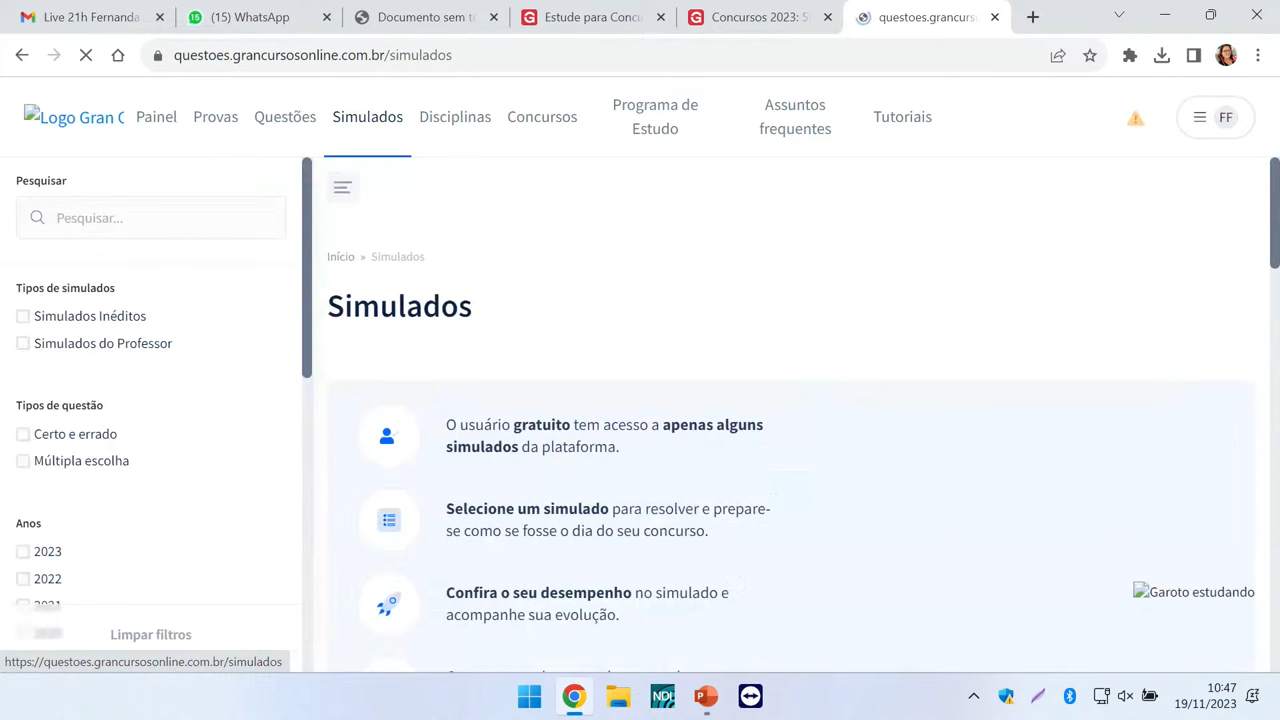 Live 21h Fernanda
(15) WhatsApp
Documento sem tí
Estude para Concu
Concursos 2023: 5
questoes.grancurs
questoes.grancursosonline.com.br/simulados
Logo Gran C
Painel
Provas
Questões
Simulados
Disciplinas
Concursos
Programa de
Estudo
Assuntos
frequentes
Tutoriais
FF
Pesquisar
Pesquisar...
Tipos de simulados
Simulados Inéditos
Simulados do Professor
Tipos de questão
Certo e errado
Múltipla escolha
Anos
2023
2022
2021
Limpar filtros
Início » Simulados
Simulados
O usuário gratuito tem acesso a apenas alguns
simulados da plataforma.
Selecione um simulado para resolver e prepare-
se como se fosse o dia do seu concurso.
Confira o seu desempenho no simulado e
acompanhe sua evolução.
Garoto estudando
https://questoes.grancursosonline.com.br/simulados
NDI
10:47
19/11/2023